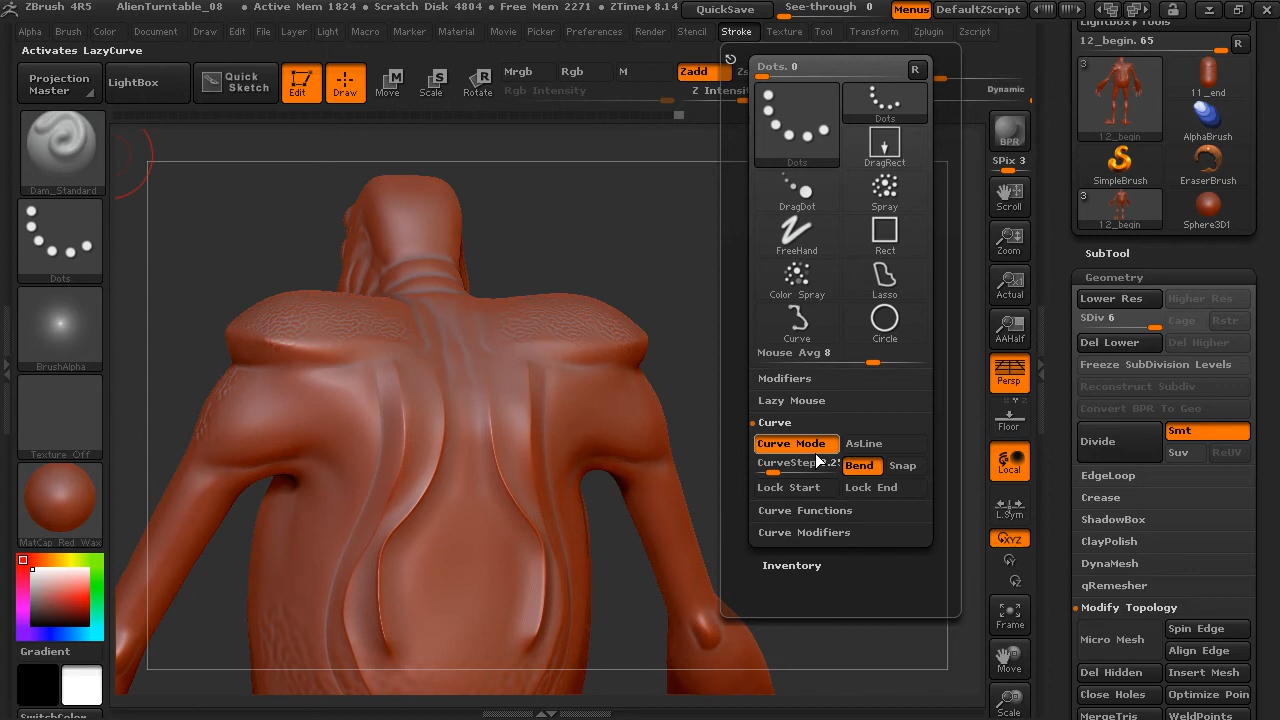 ZBrush 4R5 AlienTurntable_08 • Active Mem 1824 • Scratch Disk 4804 • Free Mem 2271 • ZTime▸8.14 QuickSave See-through 0 Menus DefaultZScript
Alpha Brush Color Document Draw Edit File Layer Light Macro Marker Material Movie Picker Preferences Render Stencil Stroke Texture Tool Transform Zplugin Zscript
Activates LazyCurve
Projection
Master
LightBox
Quick
Sketch
Edit
Draw
Move
Scale
Rotate
Mrgb Rgb M Zadd
Rgb Intensity
Dynamic
Dam_Standard
Dots
BrushAlpha
Texture Off
MatCap Red Wax
Gradient
SwitchColor
Dots. 0 R
Dots
Dots
DragRect
DragDot
Spray
FreeHand
Rect
Color Spray
Lasso
Curve
Circle
Mouse Avg 8
Modifiers
Lazy Mouse
Curve
Curve Mode AsLine
Bend Snap
Lock Start Lock End
Curve Functions
Curve Modifiers
Inventory
BPR
SPix 3
Scroll
Zoom
Actual
AAHalf
Persp
Floor
Local
L.Sym
XYZ
Y
Z
Frame
Move
Scale
12_begin. 65 R
3
12_begin
11_end
AlphaBrush
SimpleBrush
EraserBrush
3
12_begin
Sphere3D1
SubTool
Geometry
Lower Res Higher Res
SDiv 6 Cage Rstr
Del Lower Del Higher
Freeze SubDivision Levels
Reconstruct Subdiv
Convert BPR To Geo
Divide
Smt
Suv ReUV
EdgeLoop
Crease
ShadowBox
ClayPolish
DynaMesh
qRemesher
Modify Topology
Micro Mesh
Spin Edge
Align Edge
Del Hidden Insert Mesh
Close Holes Optimize Poin
MergeTris WeldPoints